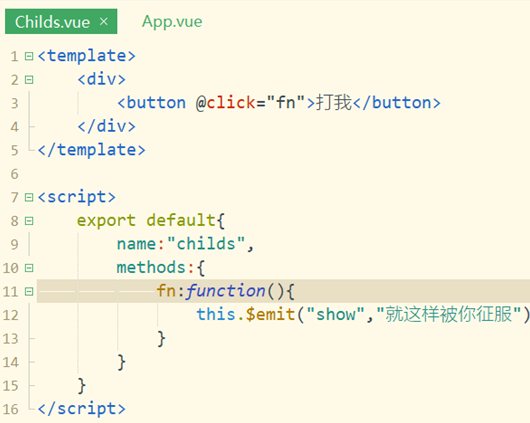 Childs.vue × App.vue
1 <template>
2 <div>
3 <button @click="fn">打我</button>
4 </div>
5 </template>
6
7 <script>
8 export default{
9 name:"childs",
10 methods:{
11 fn:function(){
12 this.$emit("show","就这样被你征服")
13 }
14 }
15 }
16 </script>